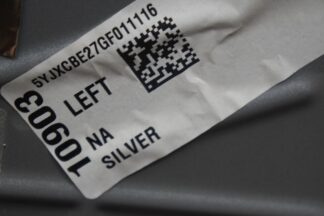 5YJXCBE27GF011116
10903
LEFT
NA
SILVER